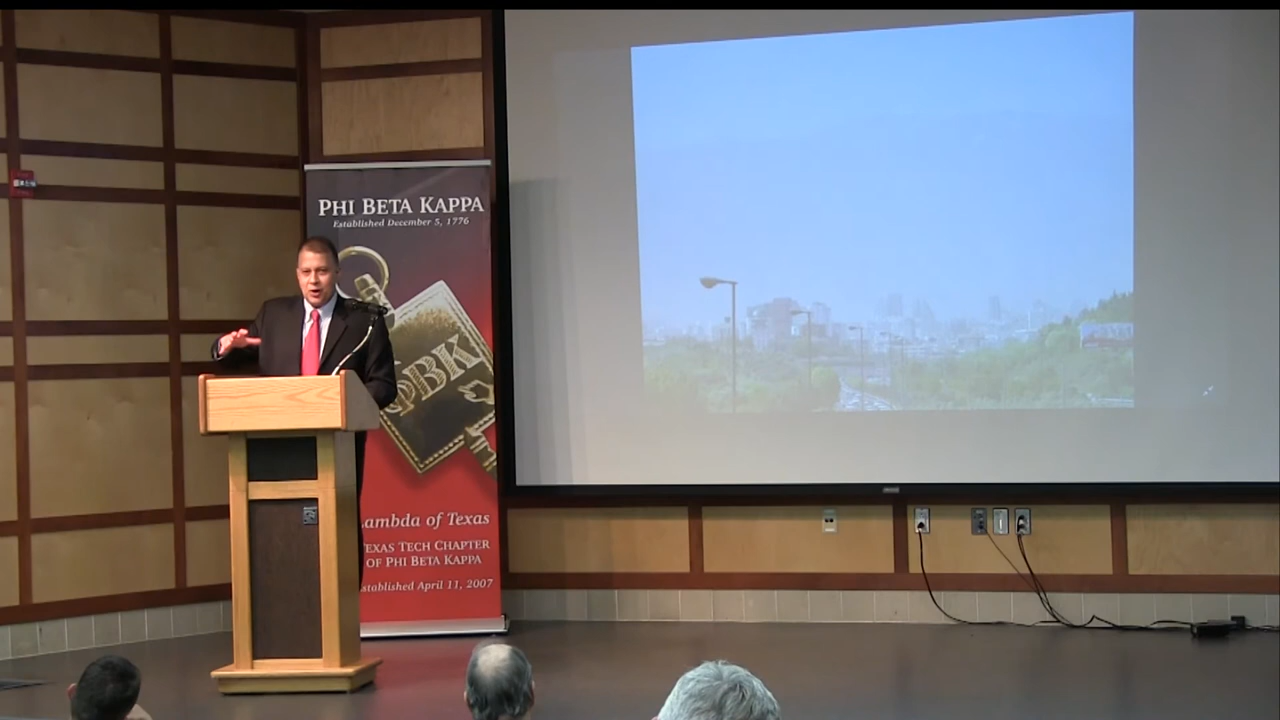 PHI BETA KAPPA
Established December 5, 1776
ΦBK
ambda of Texas
EXAS TECH CHAPTER
OF PHI BETA KAPPA
stablished April 11, 2007